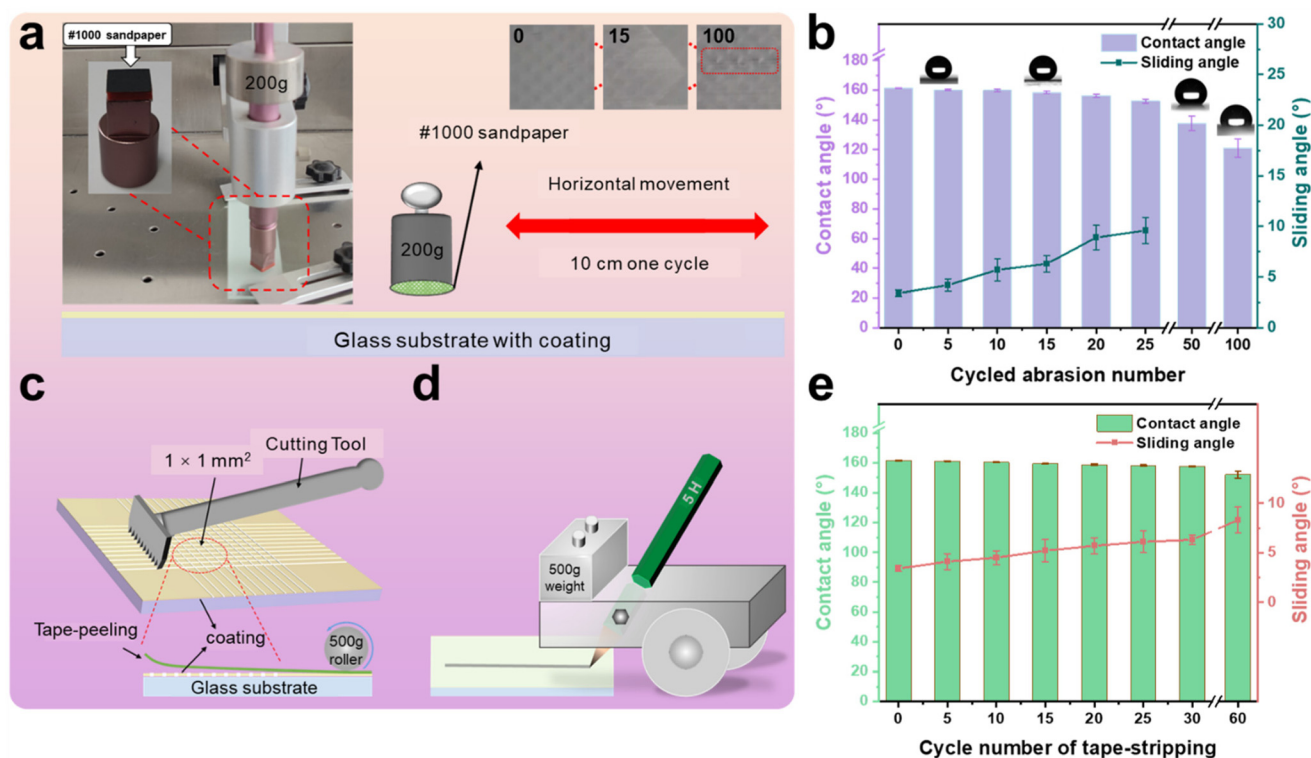 a
#1000 sandpaper
200g
0
15
100
#1000 sandpaper
200g
Horizontal movement
10 cm one cycle
Glass substrate with coating
b
Contact angle
Sliding angle
Contact angle (°)
180
160
140
120
100
80
60
40
20
0
Sliding angle (°)
30
25
20
15
10
5
0
0 5 10 15 20 25 50 100
Cycled abrasion number
c
1 × 1 mm²
Cutting Tool
Tape-peeling
coating
500g
roller
Glass substrate
d
5 H
500g
weight
e
Contact angle
Sliding angle
Contact angle (°)
180
160
140
120
100
80
60
40
20
0
Sliding angle (°)
10
5
0
0 5 10 15 20 25 30 60
Cycle number of tape-stripping